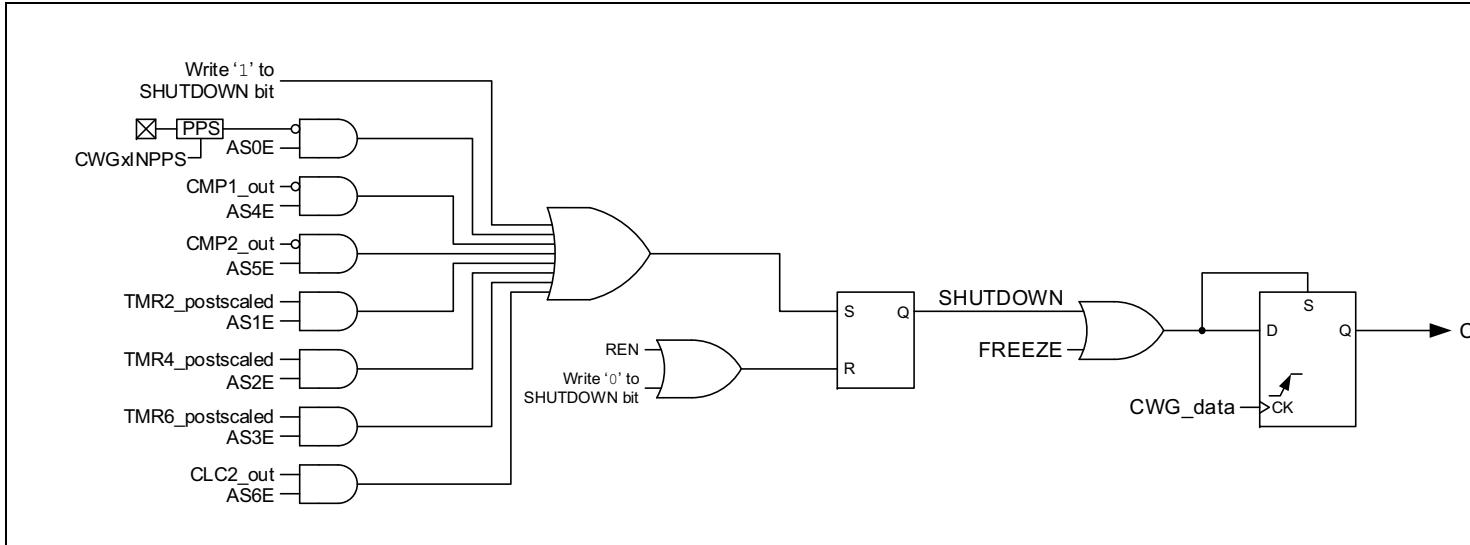 Write ‘1’ to
SHUTDOWN bit
PPS
AS0E
CWGxINPPS
CMP1_out
AS4E
CMP2_out
AS5E
TMR2_postscaled
AS1E
TMR4_postscaled
AS2E
TMR6_postscaled
AS3E
CLC2_out
AS6E
REN
Write ‘0’ to
SHUTDOWN bit
S
Q
R
SHUTDOWN
FREEZE
S
D
Q
CWG_data
CK